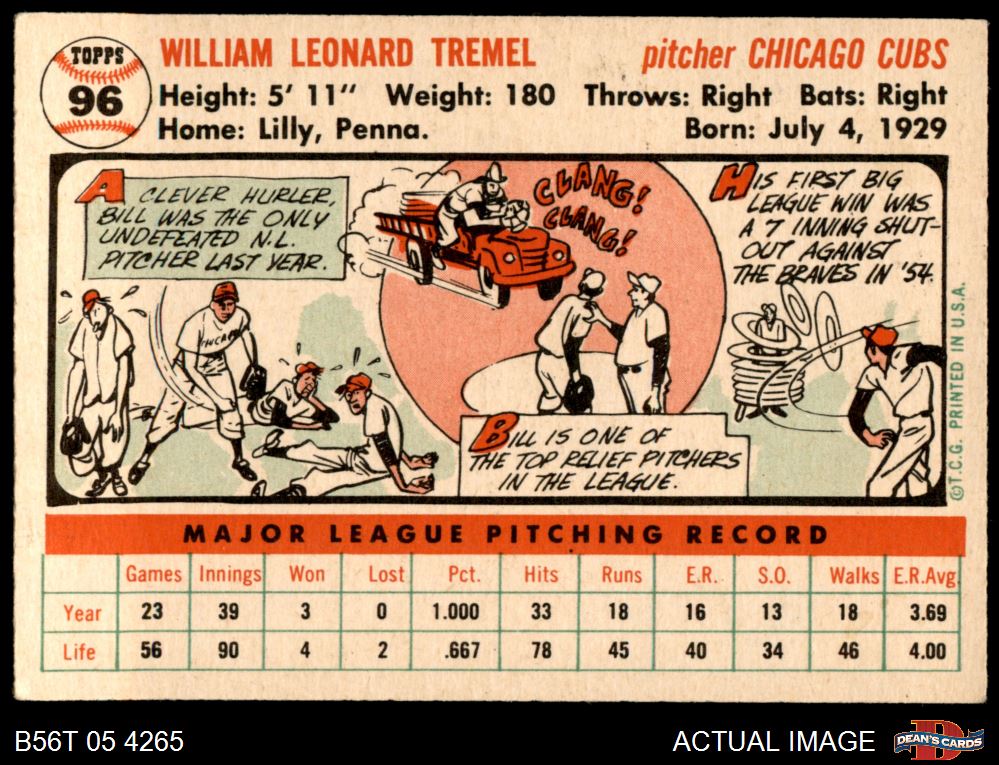 TOPPS
96
WILLIAM LEONARD TREMEL
pitcher CHICAGO CUBS
Height: 5' 11" Weight: 180 Throws: Right Bats: Right
Home: Lilly, Penna. Born: July 4, 1929
A CLEVER HURLER,
BILL WAS THE ONLY
UNDEFEATED N.L.
PITCHER LAST YEAR.
CHICAGO
CLANG!
CLANG!
BILL IS ONE OF
THE TOP RELIEF PITCHERS
IN THE LEAGUE.
HIS FIRST BIG
LEAGUE WIN WAS
A 7 INNING SHUT-
OUT AGAINST
THE BRAVES IN '54.
©T.C.G. PRINTED IN U.S.A.
MAJOR LEAGUE PITCHING RECORD
Games Innings Won Lost Pct. Hits Runs E.R. S.O. Walks E.R.Avg.
Year 23 39 3 0 1.000 33 18 16 13 18 3.69
Life 56 90 4 2 .667 78 45 40 34 46 4.00
B56T 05 4265
ACTUAL IMAGE
DEAN'S CARDS